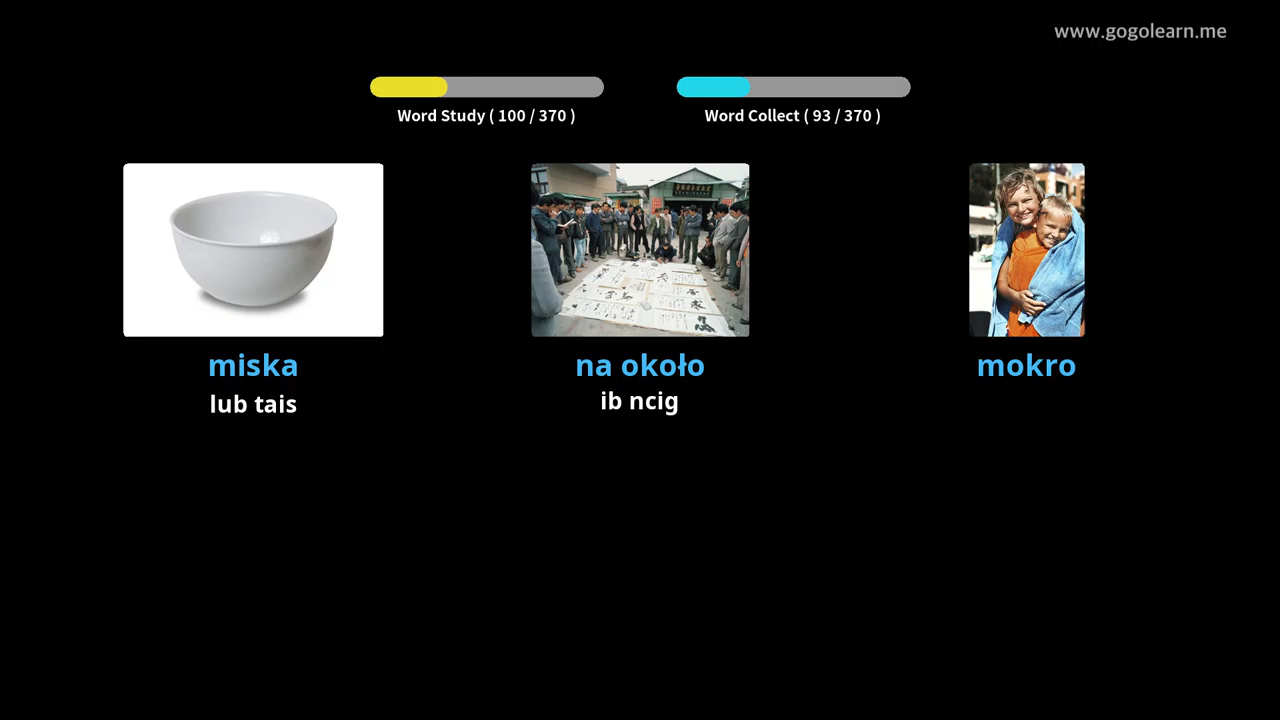 www.gogolearn.me
Word Study ( 100 / 370 )
Word Collect ( 93 / 370 )
miska
na około
mokro
lub tais
ib ncig